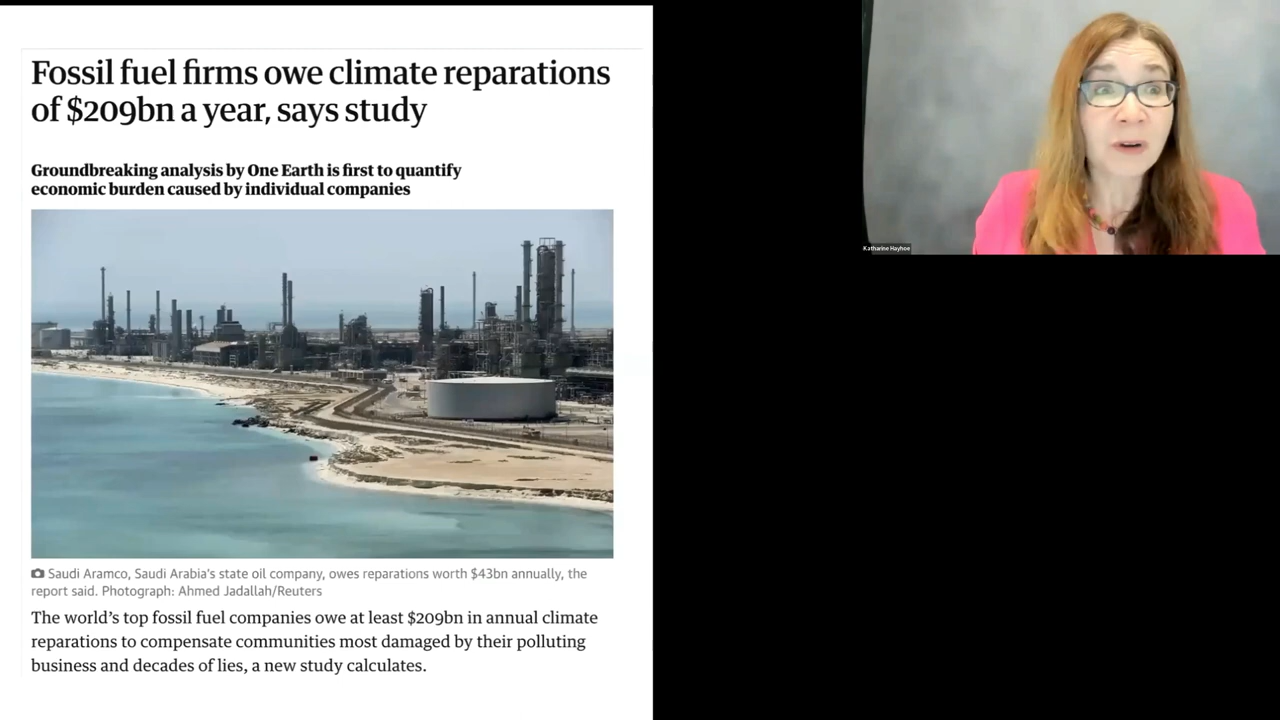 Fossil fuel firms owe climate reparations
of $209bn a year, says study
Groundbreaking analysis by One Earth is first to quantify
economic burden caused by individual companies
Saudi Aramco, Saudi Arabia's state oil company, owes reparations worth $43bn annually, the
report said. Photograph: Ahmed Jadallah/Reuters
The world's top fossil fuel companies owe at least $209bn in annual climate
reparations to compensate communities most damaged by their polluting
business and decades of lies, a new study calculates.
Katharine Hayhoe